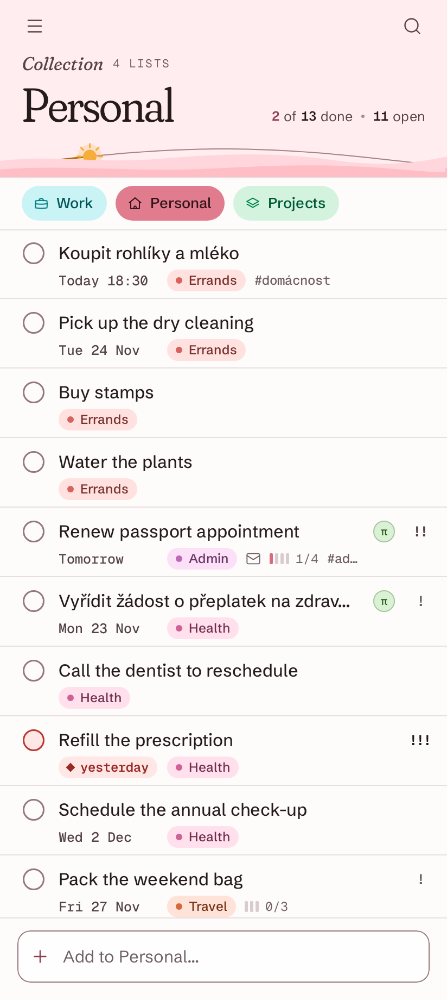 Collection 4 LISTS
Personal
2 of 13 done • 11 open
Work Personal Projects
Koupit rohlíky a mléko
Today 18:30 Errands #domácnost
Pick up the dry cleaning
Tue 24 Nov Errands
Buy stamps
Errands
Water the plants
Errands
Renew passport appointment π !!
Tomorrow Admin 1/4 #ad…
Vyřídit žádost o přeplatek na zdrav… π !
Mon 23 Nov Health
Call the dentist to reschedule
Health
Refill the prescription !!!
yesterday Health
Schedule the annual check-up
Wed 2 Dec Health
Pack the weekend bag !
Fri 27 Nov Travel 0/3
+ Add to Personal…